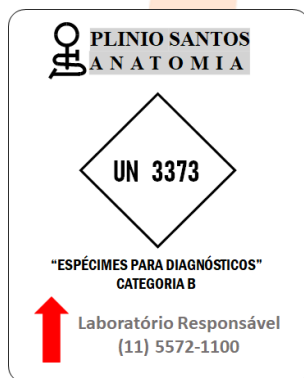 PLINIO SANTOS
ANATOMIA
UN 3373
“ESPÉCIMES PARA DIAGNÓSTICOS”
CATEGORIA B
Laboratório Responsável
(11) 5572-1100